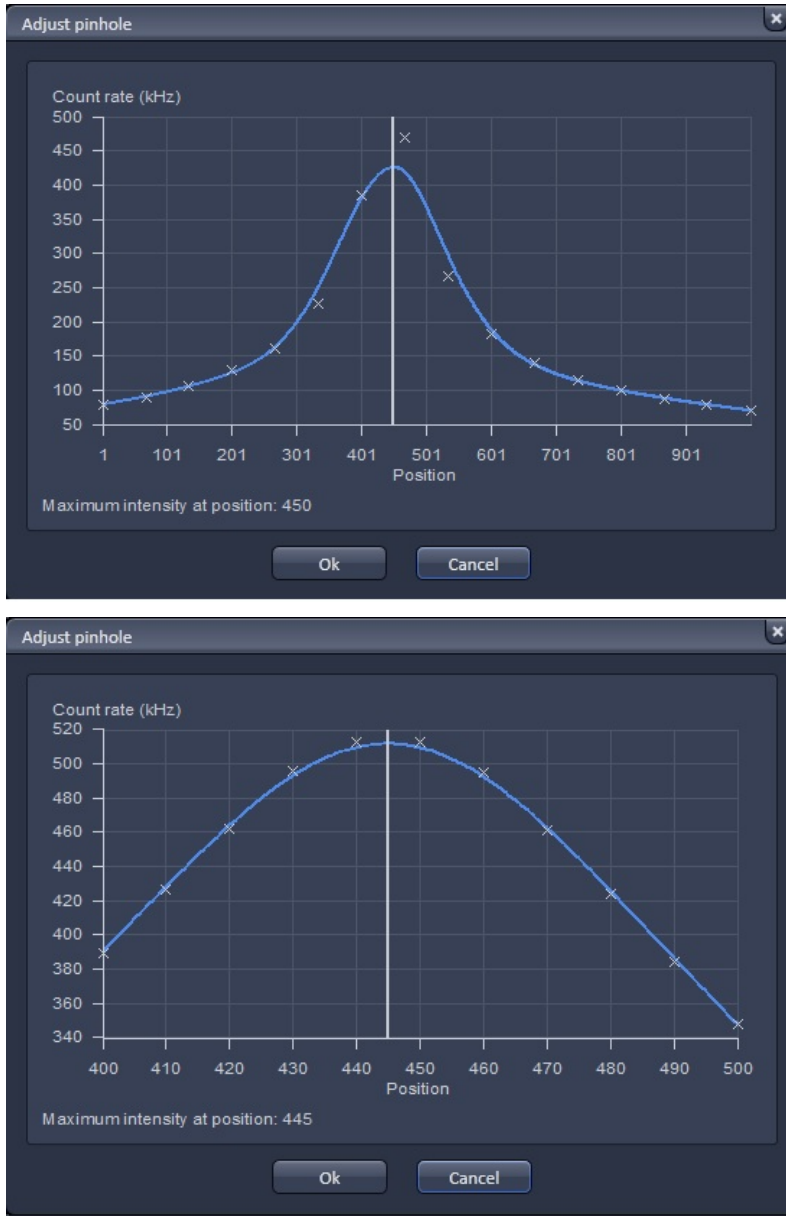 Adjust pinhole
Count rate (kHz)
500
450
400
350
300
250
200
150
100
50
1 101 201 301 401 501 601 701 801 901
Position
Maximum intensity at position: 450
Ok Cancel
Adjust pinhole
Count rate (kHz)
520
500
480
460
440
420
400
380
360
340
400 410 420 430 440 450 460 470 480 490 500
Position
Maximum intensity at position: 445
Ok Cancel